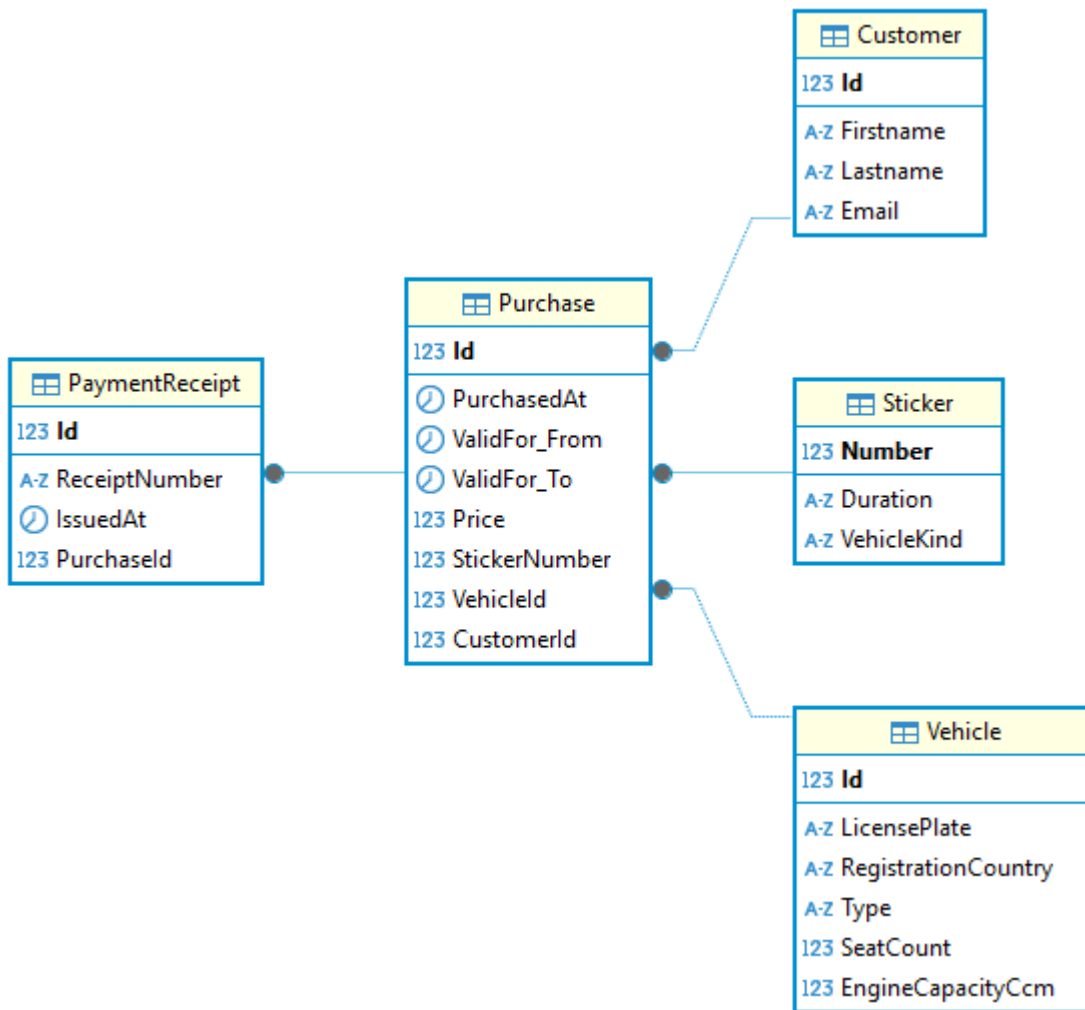 Customer
123 Id
A-Z Firstname
A-Z Lastname
A-Z Email
Purchase
123 Id
PurchasedAt
ValidFor_From
ValidFor_To
123 Price
123 StickerNumber
123 VehicleId
123 CustomerId
PaymentReceipt
123 Id
A-Z ReceiptNumber
IssuedAt
123 PurchaseId
Sticker
123 Number
A-Z Duration
A-Z VehicleKind
Vehicle
123 Id
A-Z LicensePlate
A-Z RegistrationCountry
A-Z Type
123 SeatCount
123 EngineCapacityCcm